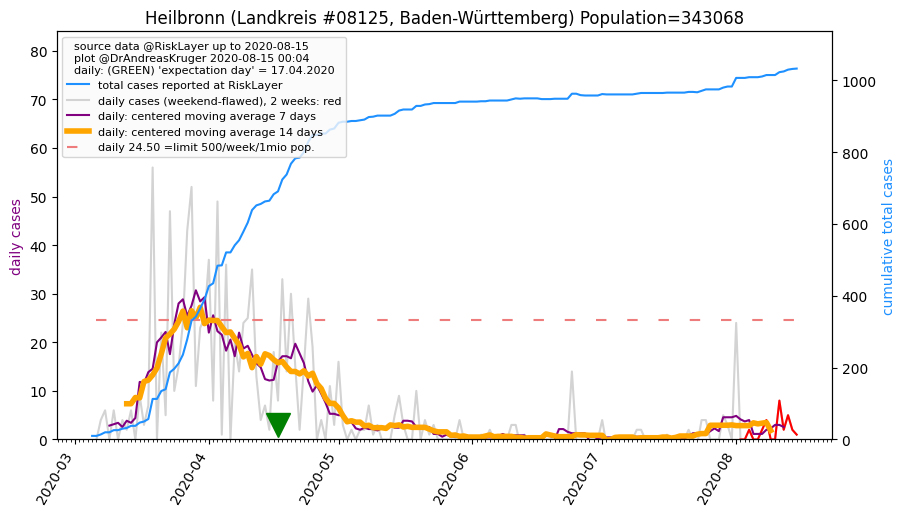 Heilbronn (Landkreis #08125, Baden-Württemberg) Population=343068
source data @RiskLayer up to 2020-08-15
plot @DrAndreasKruger 2020-08-15 00:04
daily: (GREEN) 'expectation day' = 17.04.2020
total cases reported at RiskLayer
daily cases (weekend-flawed), 2 weeks: red
daily: centered moving average 7 days
daily: centered moving average 14 days
daily 24.50 =limit 500/week/1mio pop.
daily cases
80
70
60
50
40
30
20
10
0
cumulative total cases
1000
800
600
400
200
0
2020-03
2020-04
2020-05
2020-06
2020-07
2020-08